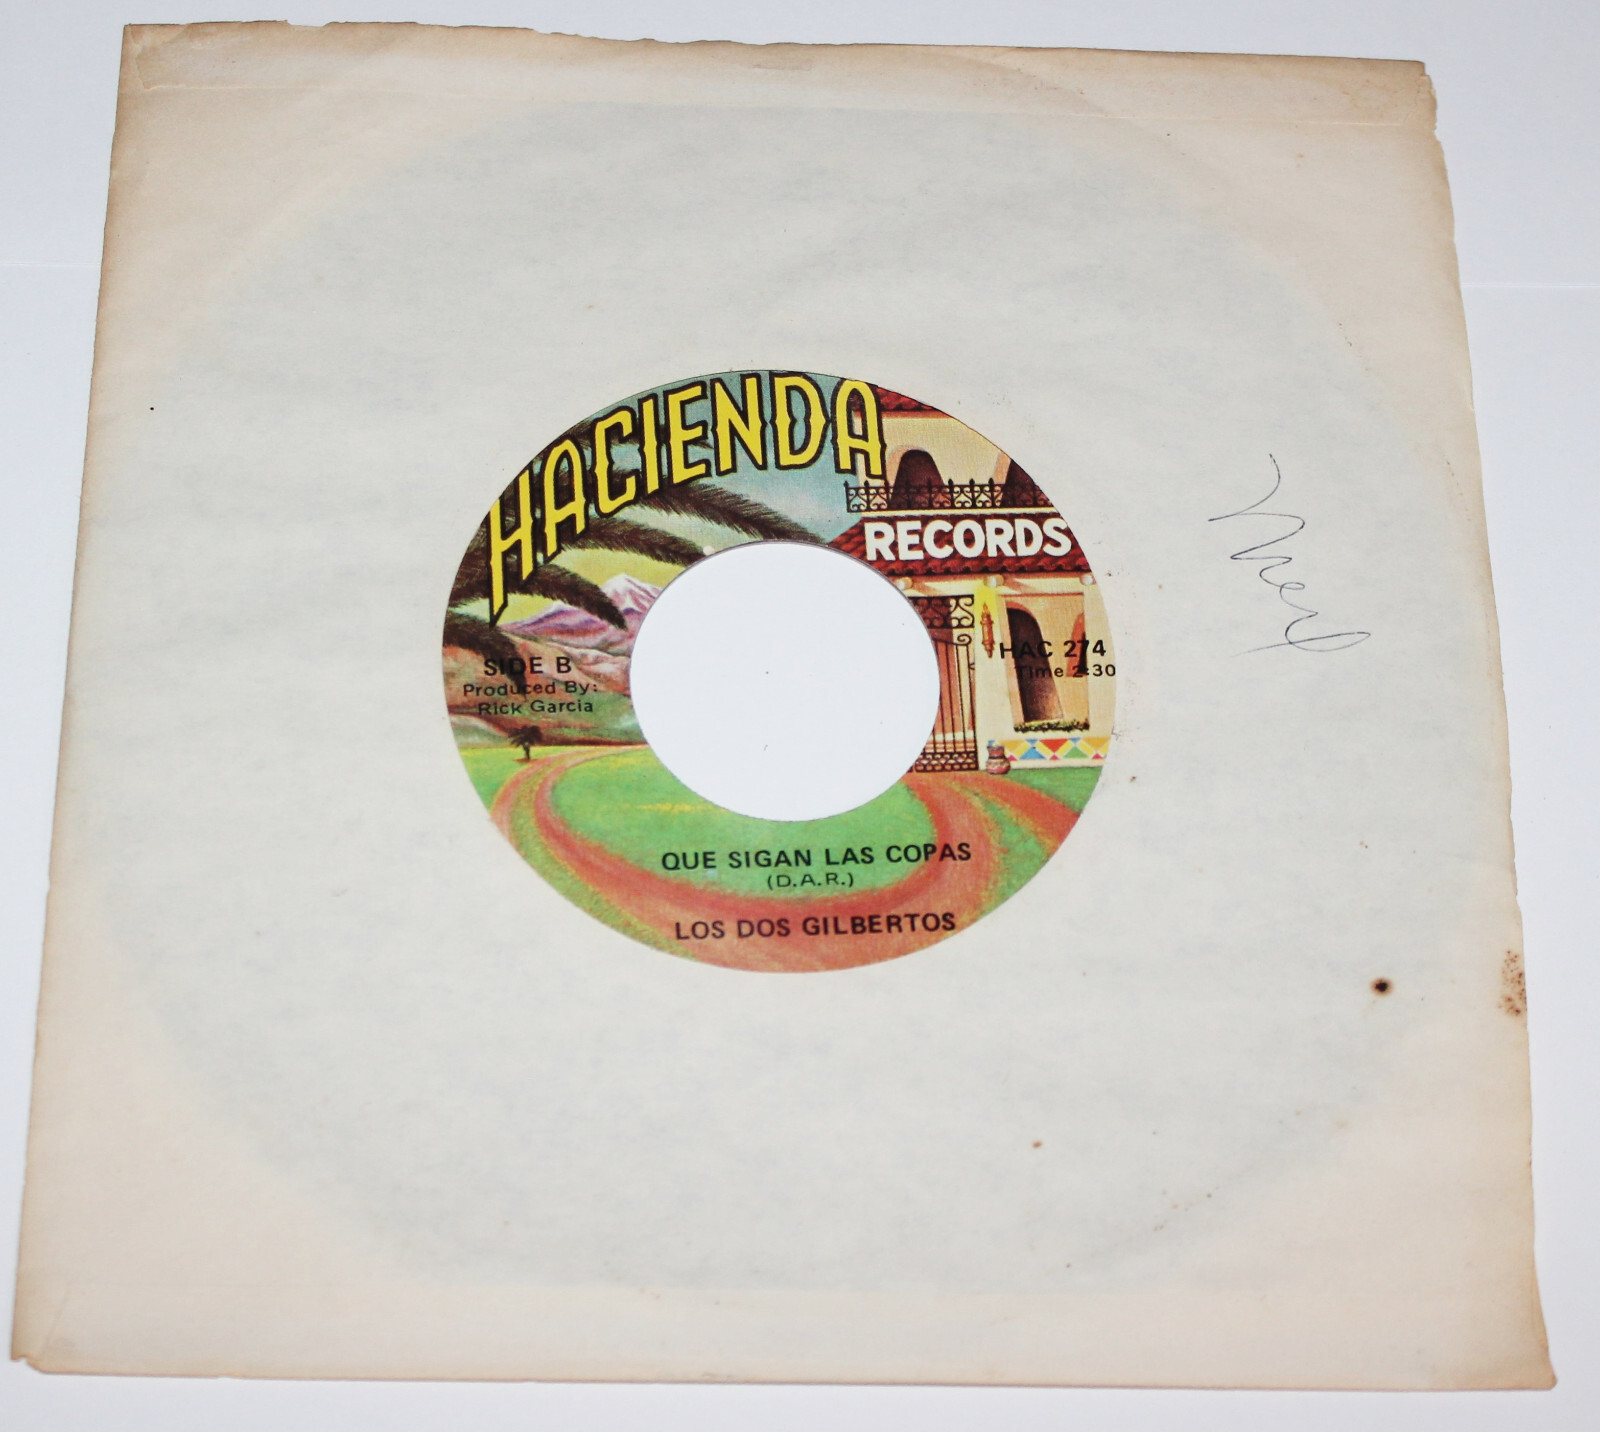 HACIENDA
RECORDS
HAC 274
Time 2:30
SIDE B
Produced By:
Rick Garcia
QUE SIGAN LAS COPAS
(D.A.R.)
LOS DOS GILBERTOS